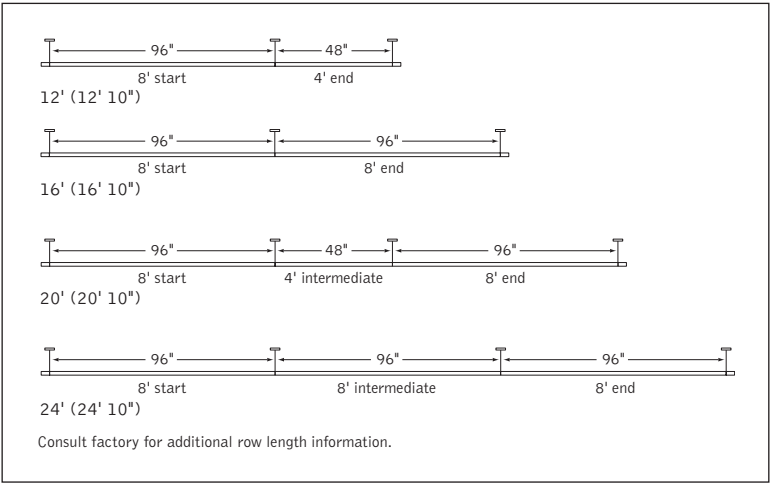 96" 48"
8' start 4' end
12' (12' 10")
96" 96"
8' start 8' end
16' (16' 10")
96" 48" 96"
8' start 4' intermediate 8' end
20' (20' 10")
96" 96" 96"
8' start 8' intermediate 8' end
24' (24' 10")
Consult factory for additional row length information.